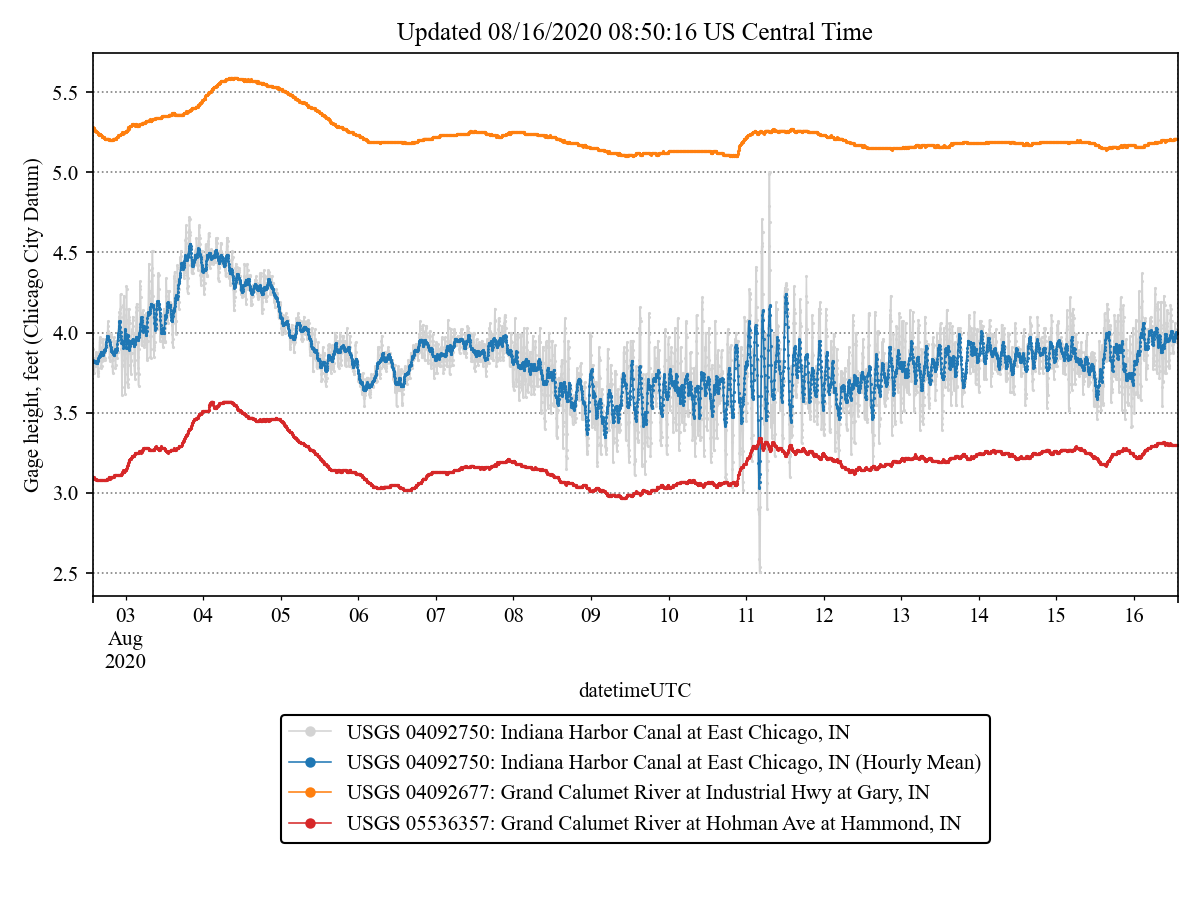 Updated 08/16/2020 08:50:16 US Central Time
Gage height, feet (Chicago City Datum)
5.5
5.0
4.5
4.0
3.5
3.0
2.5
03 04 05 06 07 08 09 10 11 12 13 14 15 16
Aug
2020
datetimeUTC
USGS 04092750: Indiana Harbor Canal at East Chicago, IN
USGS 04092750: Indiana Harbor Canal at East Chicago, IN (Hourly Mean)
USGS 04092677: Grand Calumet River at Industrial Hwy at Gary, IN
USGS 05536357: Grand Calumet River at Hohman Ave at Hammond, IN